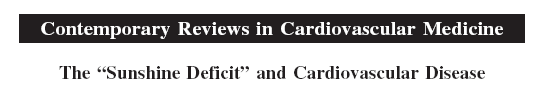 Contemporary Reviews in Cardiovascular Medicine
The “Sunshine Deficit” and Cardiovascular Disease